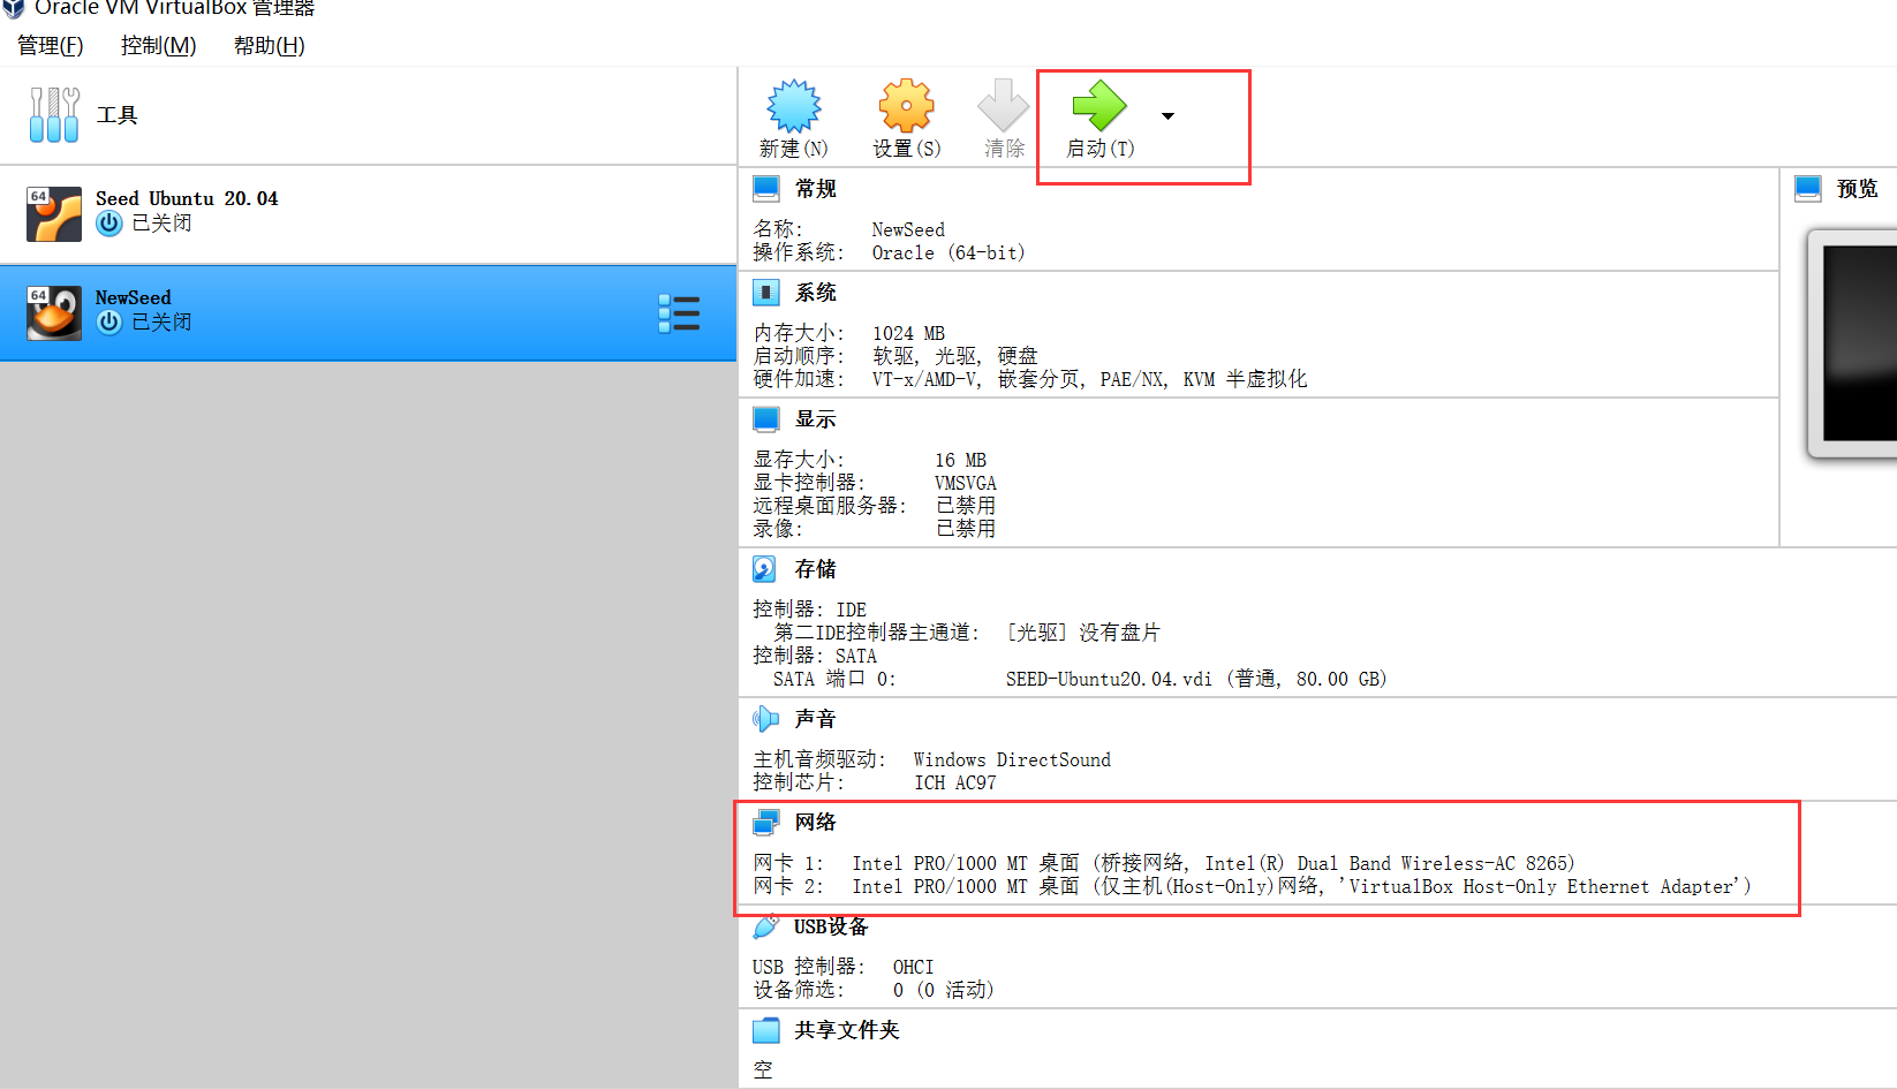 Oracle VM VirtualBox 管理器
管理(F) 控制(M) 帮助(H)
工具
新建(N) 设置(S) 清除 启动(T)
64
Seed Ubuntu 20.04
已关闭
64
NewSeed
已关闭
常规
名称: NewSeed
操作系统: Oracle (64-bit)
预览
系统
内存大小: 1024 MB
启动顺序: 软驱, 光驱, 硬盘
硬件加速: VT-x/AMD-V, 嵌套分页, PAE/NX, KVM 半虚拟化
显示
显存大小: 16 MB
显卡控制器: VMSVGA
远程桌面服务器: 已禁用
录像: 已禁用
存储
控制器: IDE
第二IDE控制器主通道: [光驱] 没有盘片
控制器: SATA
SATA 端口 0: SEED-Ubuntu20.04.vdi (普通, 80.00 GB)
声音
主机音频驱动: Windows DirectSound
控制芯片: ICH AC97
网络
网卡 1: Intel PRO/1000 MT 桌面 (桥接网络, Intel(R) Dual Band Wireless-AC 8265)
网卡 2: Intel PRO/1000 MT 桌面 (仅主机(Host-Only)网络, 'VirtualBox Host-Only Ethernet Adapter')
USB设备
USB 控制器: OHCI
设备筛选: 0 (0 活动)
共享文件夹
空